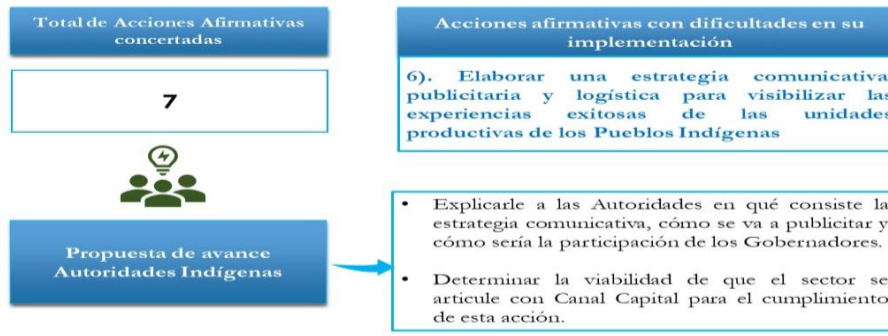 Total de Acciones Afirmativas
concertadas
7
Acciones afirmativas con dificultades en su
implementación
6). Elaborar una estrategia comunicativa
publicitaria y logística para visibilizar las
experiencias exitosas de las unidades
productivas de los Pueblos Indígenas
Propuesta de avance
Autoridades Indígenas
• Explicarle a las Autoridades en qué consiste la
estrategia comunicativa, cómo se va a publicitar y
cómo sería la participación de los Gobernadores.
• Determinar la viabilidad de que el sector se
articule con Canal Capital para el cumplimiento
de esta acción.